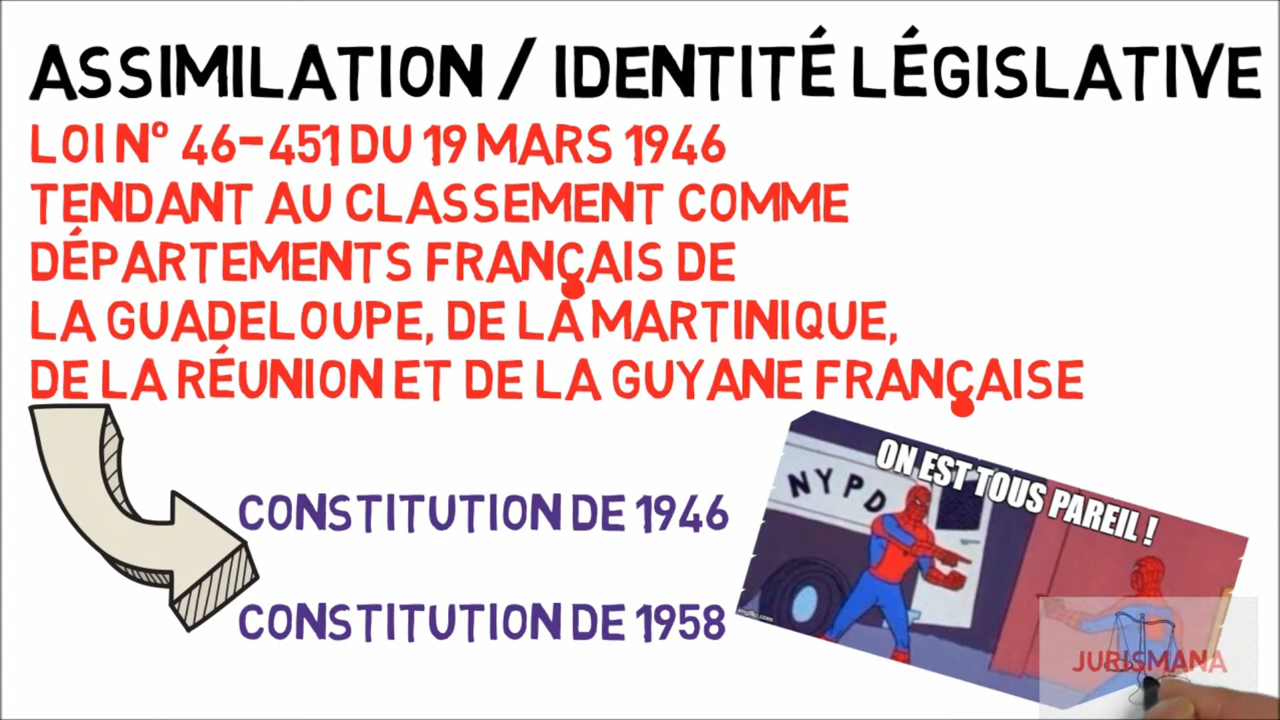 ASSIMILATION / IDENTITÉ LÉGISLATIVE
LOI N° 46-451 DU 19 MARS 1946
TENDANT AU CLASSEMENT COMME
DÉPARTEMENTS FRANÇAIS DE
LA GUADELOUPE, DE LA MARTINIQUE,
DE LA RÉUNION ET DE LA GUYANE FRANÇAISE
CONSTITUTION DE 1946
CONSTITUTION DE 1958
ON EST TOUS PAREIL !
NYPD
imgflip.com
JURISMANA